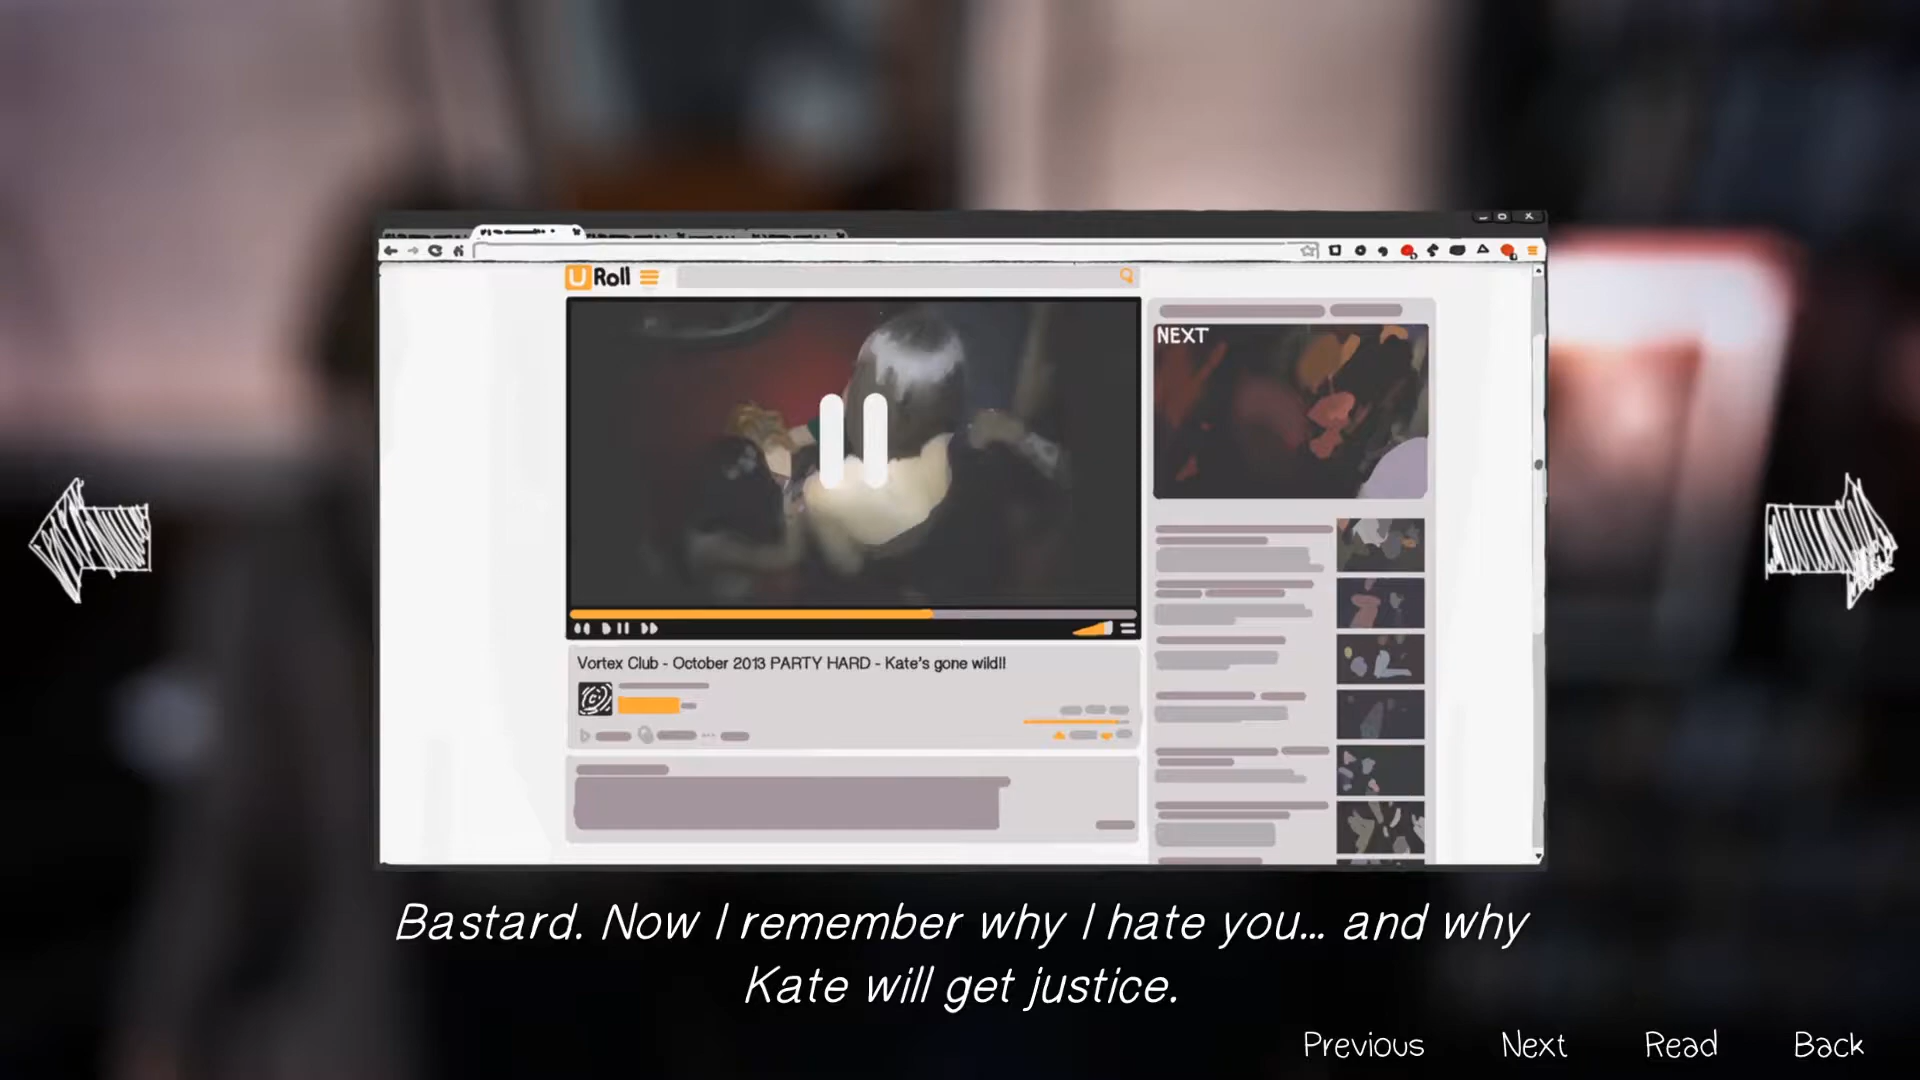 U Roll
NEXT
Vortex Club - October 2013 PARTY HARD - Kate's gone wild!!
Bastard. Now I remember why I hate you... and why
Kate will get justice.
Previous Next Read Back